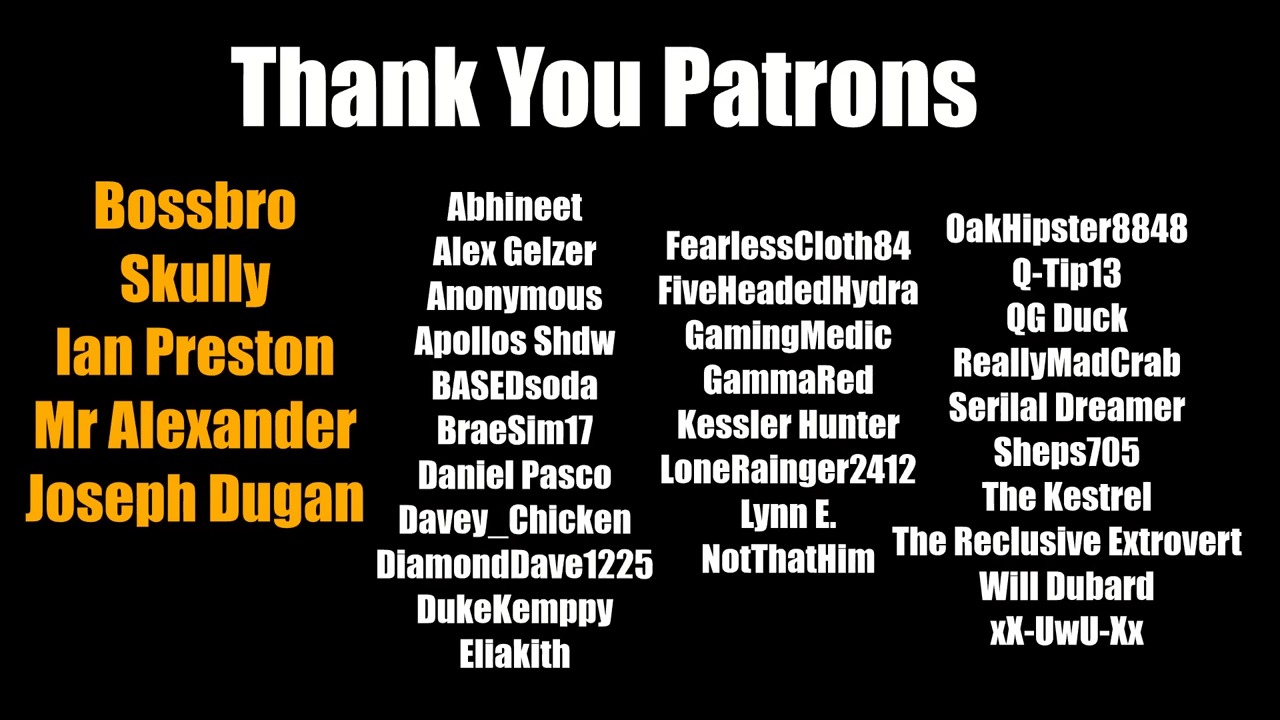 Thank You Patrons
Bossbro
Skully
Ian Preston
Mr Alexander
Joseph Dugan
Abhineet
Alex Gelzer
Anonymous
Apollos Shdw
BASEDsoda
BraeSim17
Daniel Pasco
Davey_Chicken
DiamondDave1225
DukeKemppy
Eliakith
FearlessCloth84
FiveHeadedHydra
GamingMedic
GammaRed
Kessler Hunter
LoneRainger2412
Lynn E.
NotThatHim
OakHipster8848
Q-Tip13
QG Duck
ReallyMadCrab
Serilal Dreamer
Sheps705
The Kestrel
The Reclusive Extrovert
Will Dubard
xX-UwU-Xx